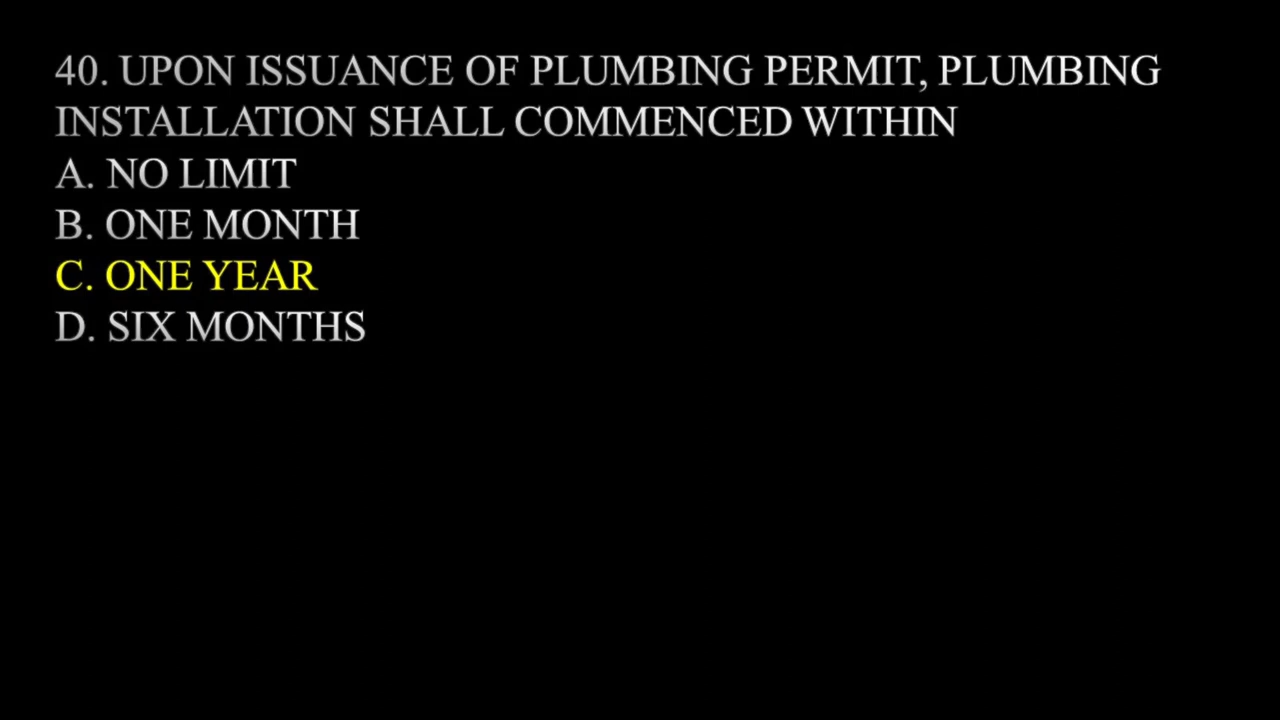 40. UPON ISSUANCE OF PLUMBING PERMIT, PLUMBING
INSTALLATION SHALL COMMENCED WITHIN
A. NO LIMIT
B. ONE MONTH
C. ONE YEAR
D. SIX MONTHS